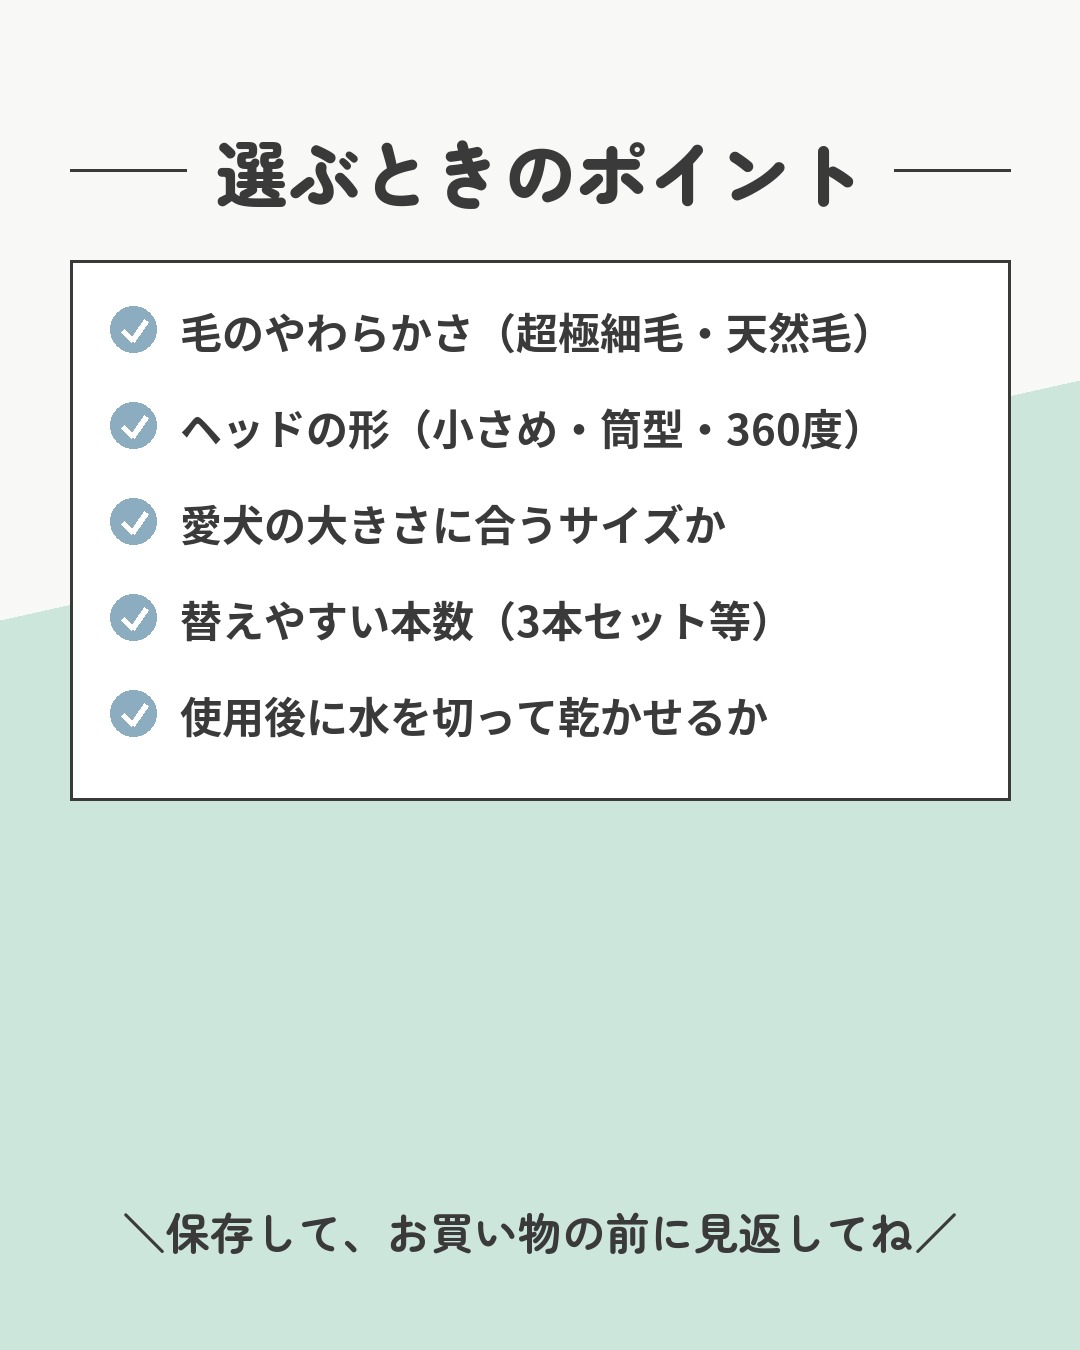 選ぶときのポイント
毛のやわらかさ（超極細毛・天然毛）
ヘッドの形（小さめ・筒型・360度）
愛犬の大きさに合うサイズか
替えやすい本数（3本セット等）
使用後に水を切って乾かせるか
＼保存して、お買い物の前に見返してね／